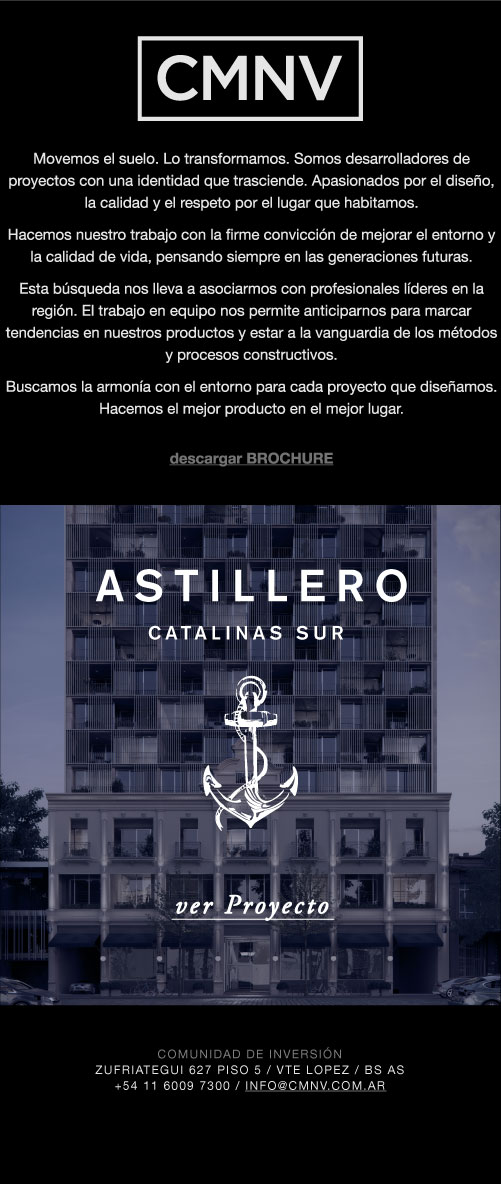 CMNV
Movemos el suelo. Lo transformamos. Somos desarrolladores de
proyectos con una identidad que trasciende. Apasionados por el diseño,
la calidad y el respeto por el lugar que habitamos.
Hacemos nuestro trabajo con la firme convicción de mejorar el entorno y
la calidad de vida, pensando siempre en las generaciones futuras.
Esta búsqueda nos lleva a asociarmos con profesionales líderes en la
región. El trabajo en equipo nos permite anticiparnos para marcar
tendencias en nuestros productos y estar a la vanguardia de los métodos
y procesos constructivos.
Buscamos la armonía con el entorno para cada proyecto que diseñamos.
Hacemos el mejor producto en el mejor lugar.
descargar BROCHURE
ASTILLERO
CATALINAS SUR
ver Proyecto
COMUNIDAD DE INVERSIÓN
ZUFRIATEGUI 627 PISO 5 / VTE LOPEZ / BS AS
+54 11 6009 7300 / INFO@CMNV.COM.AR